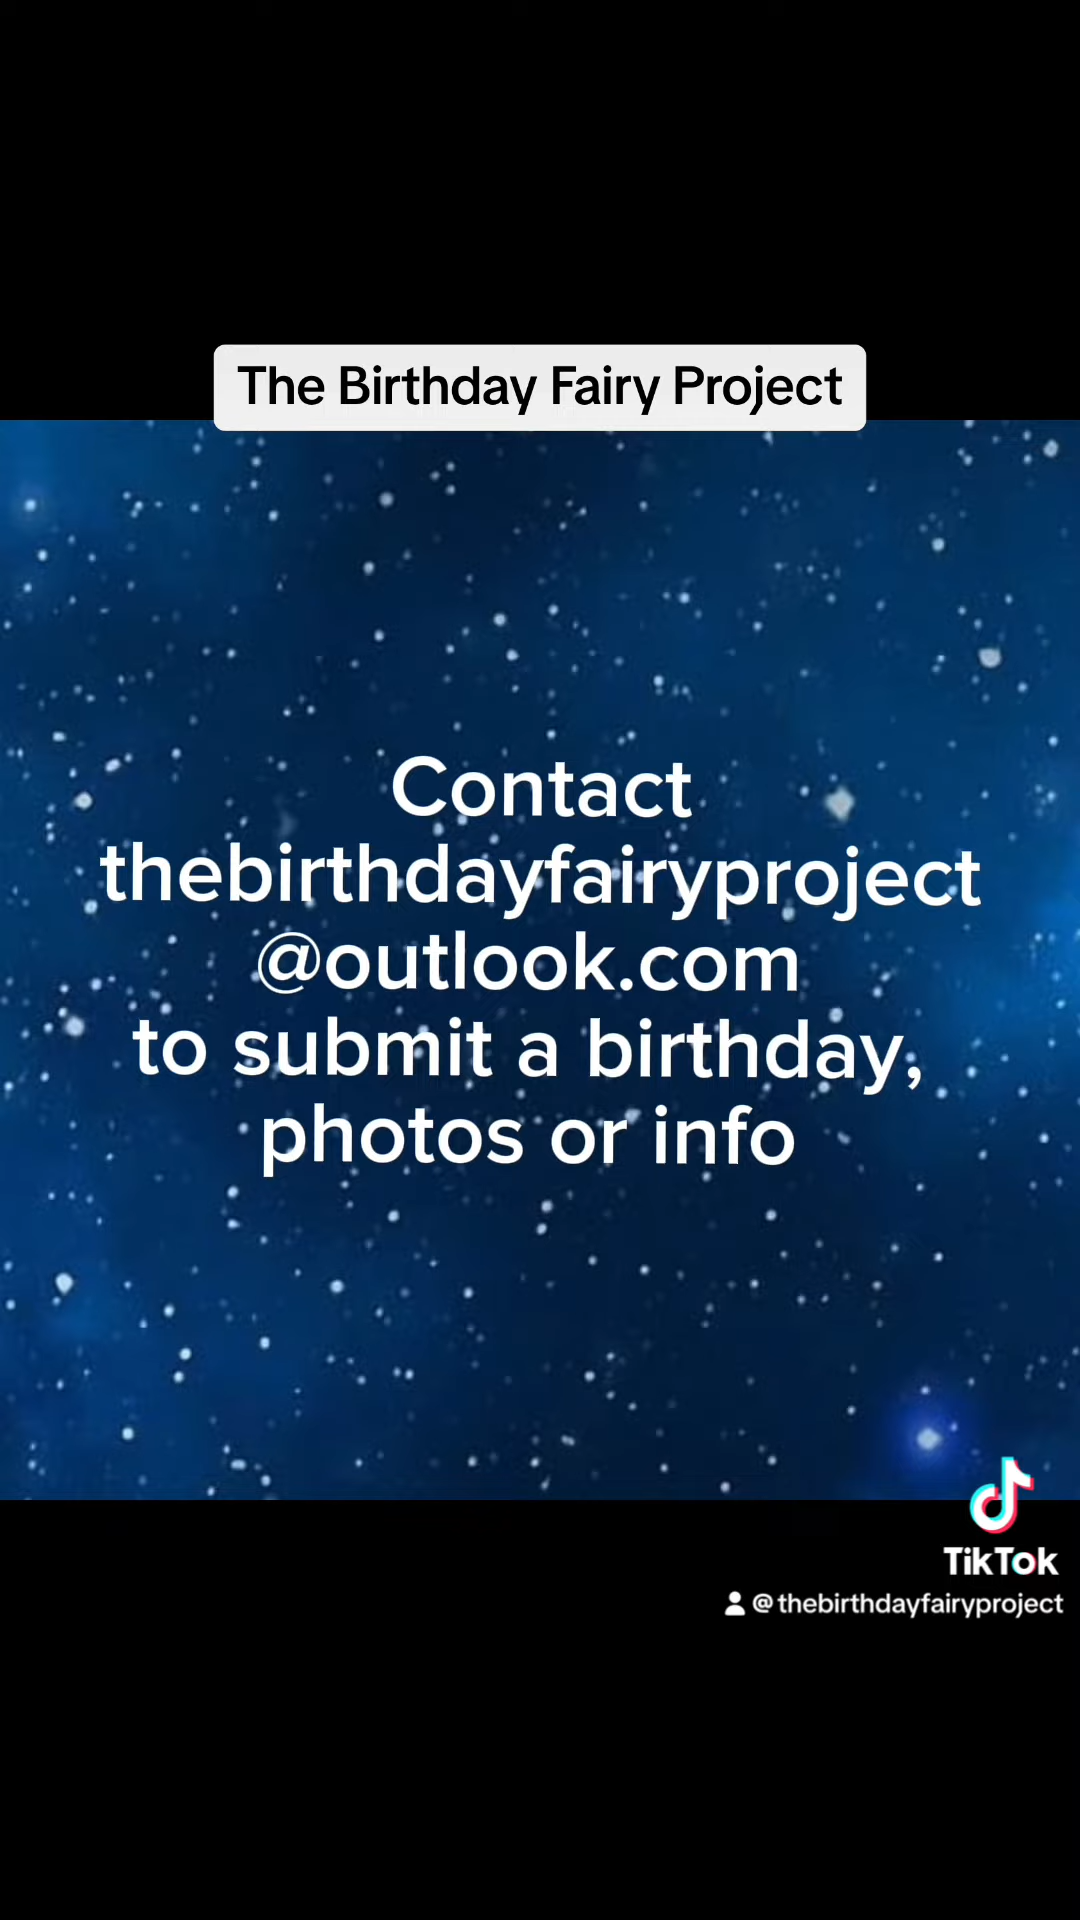 The Birthday Fairy Project
Contact
thebirthdayfairyproject
@outlook.com
to submit a birthday,
photos or info
TikTok
@thebirthdayfairyproject